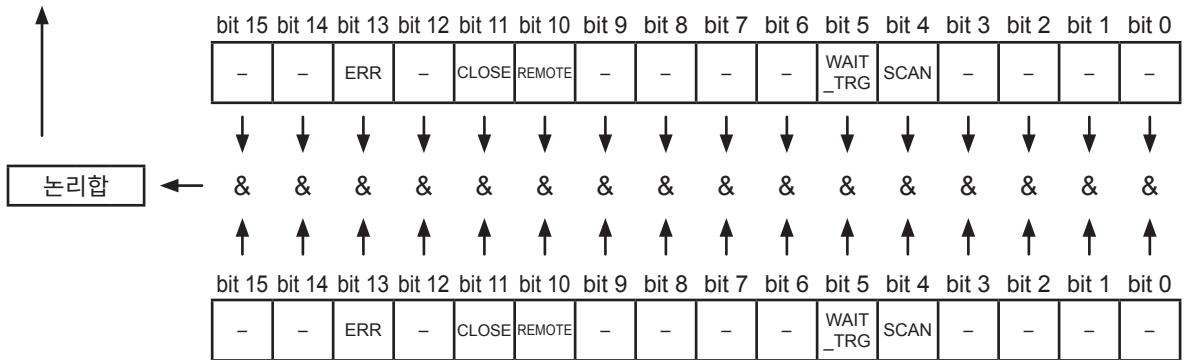 bit 15 bit 14 bit 13 bit 12 bit 11 bit 10 bit 9 bit 8 bit 7 bit 6 bit 5 bit 4 bit 3 bit 2 bit 1 bit 0
– – ERR – CLOSE REMOTE – – – – WAIT _TRG SCAN – – – –
논리합 & & & & & & & & & & & & & & & &
bit 15 bit 14 bit 13 bit 12 bit 11 bit 10 bit 9 bit 8 bit 7 bit 6 bit 5 bit 4 bit 3 bit 2 bit 1 bit 0
– – ERR – CLOSE REMOTE – – – – WAIT _TRG SCAN – – – –